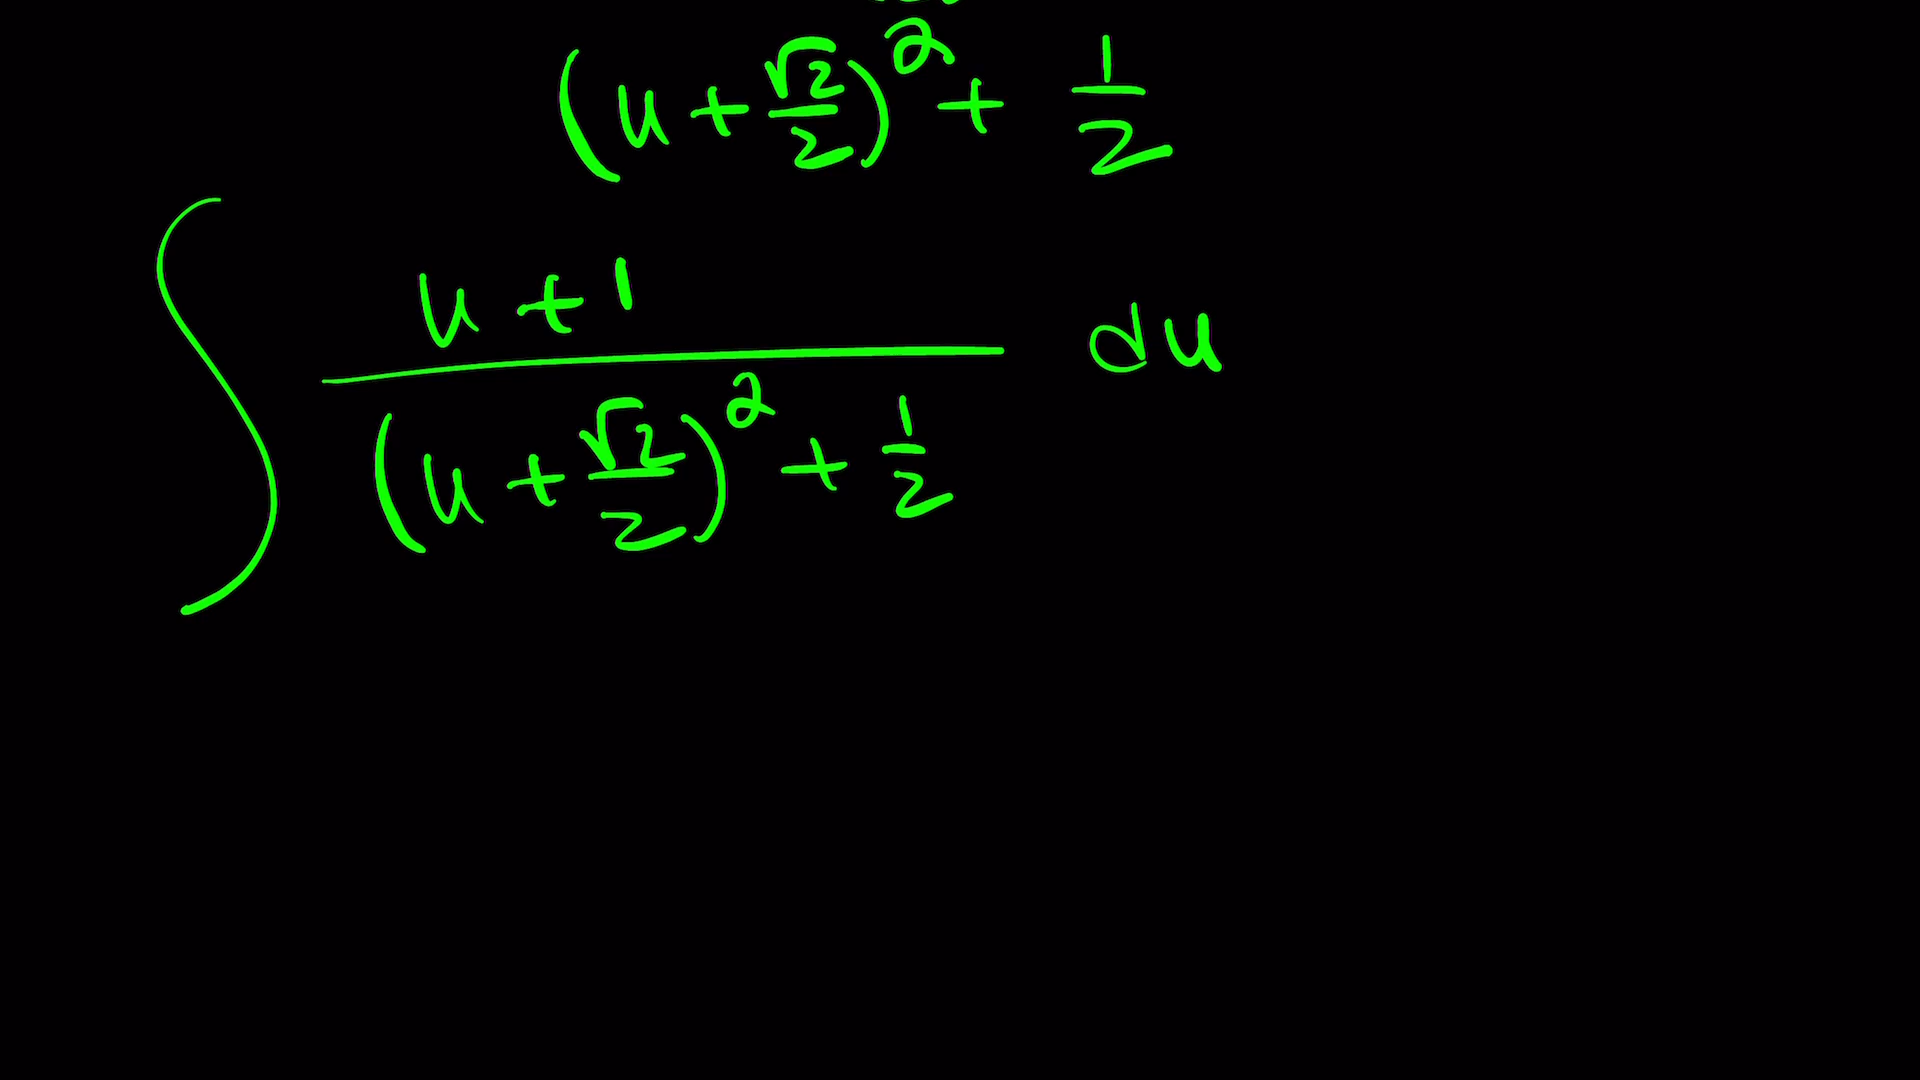 (u + √2/2)² + 1/2
∫ (u + 1)/((u + √2/2)² + 1/2) du